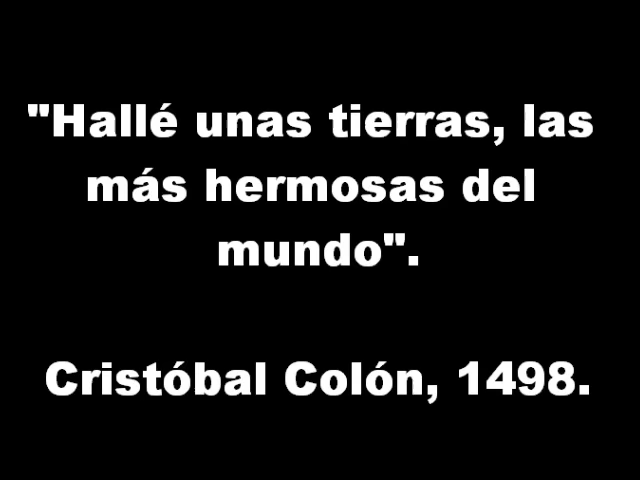 "Hallé unas tierras, las
más hermosas del
mundo".
Cristóbal Colón, 1498.